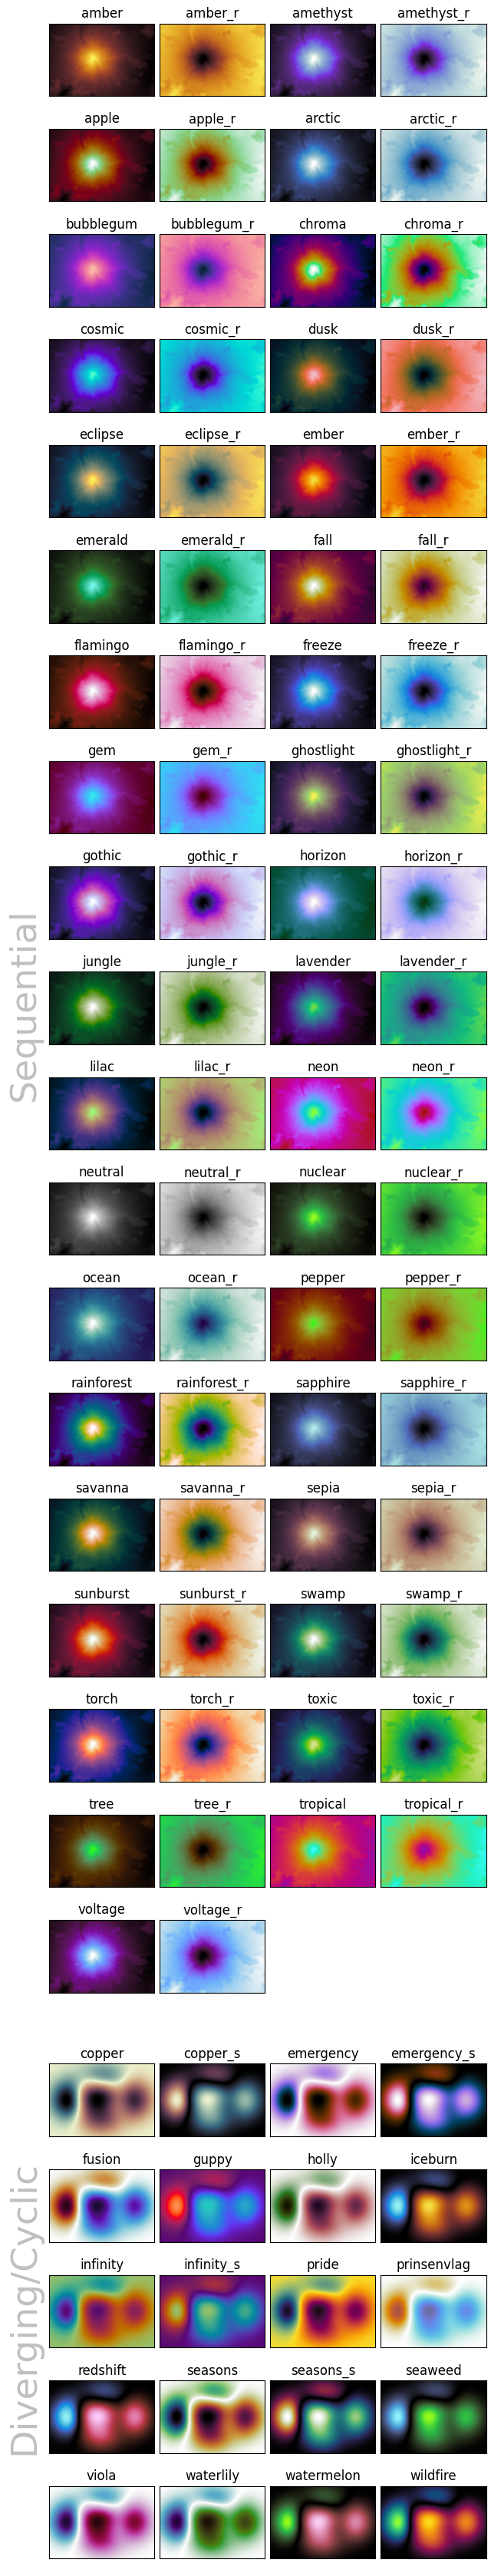 amber amber_r amethyst amethyst_r
apple apple_r arctic arctic_r
bubblegum bubblegum_r chroma chroma_r
cosmic cosmic_r dusk dusk_r
eclipse eclipse_r ember ember_r
emerald emerald_r fall fall_r
flamingo flamingo_r freeze freeze_r
gem gem_r ghostlight ghostlight_r
gothic gothic_r horizon horizon_r
Sequential
jungle jungle_r lavender lavender_r
lilac lilac_r neon neon_r
neutral neutral_r nuclear nuclear_r
ocean ocean_r pepper pepper_r
rainforest rainforest_r sapphire sapphire_r
savanna savanna_r sepia sepia_r
sunburst sunburst_r swamp swamp_r
torch torch_r toxic toxic_r
tree tree_r tropical tropical_r
voltage voltage_r
copper copper_s emergency emergency_s
fusion guppy holly iceburn
Diverging/Cyclic
infinity infinity_s pride prinsenvlag
redshift seasons seasons_s seaweed
viola waterlily watermelon wildfire